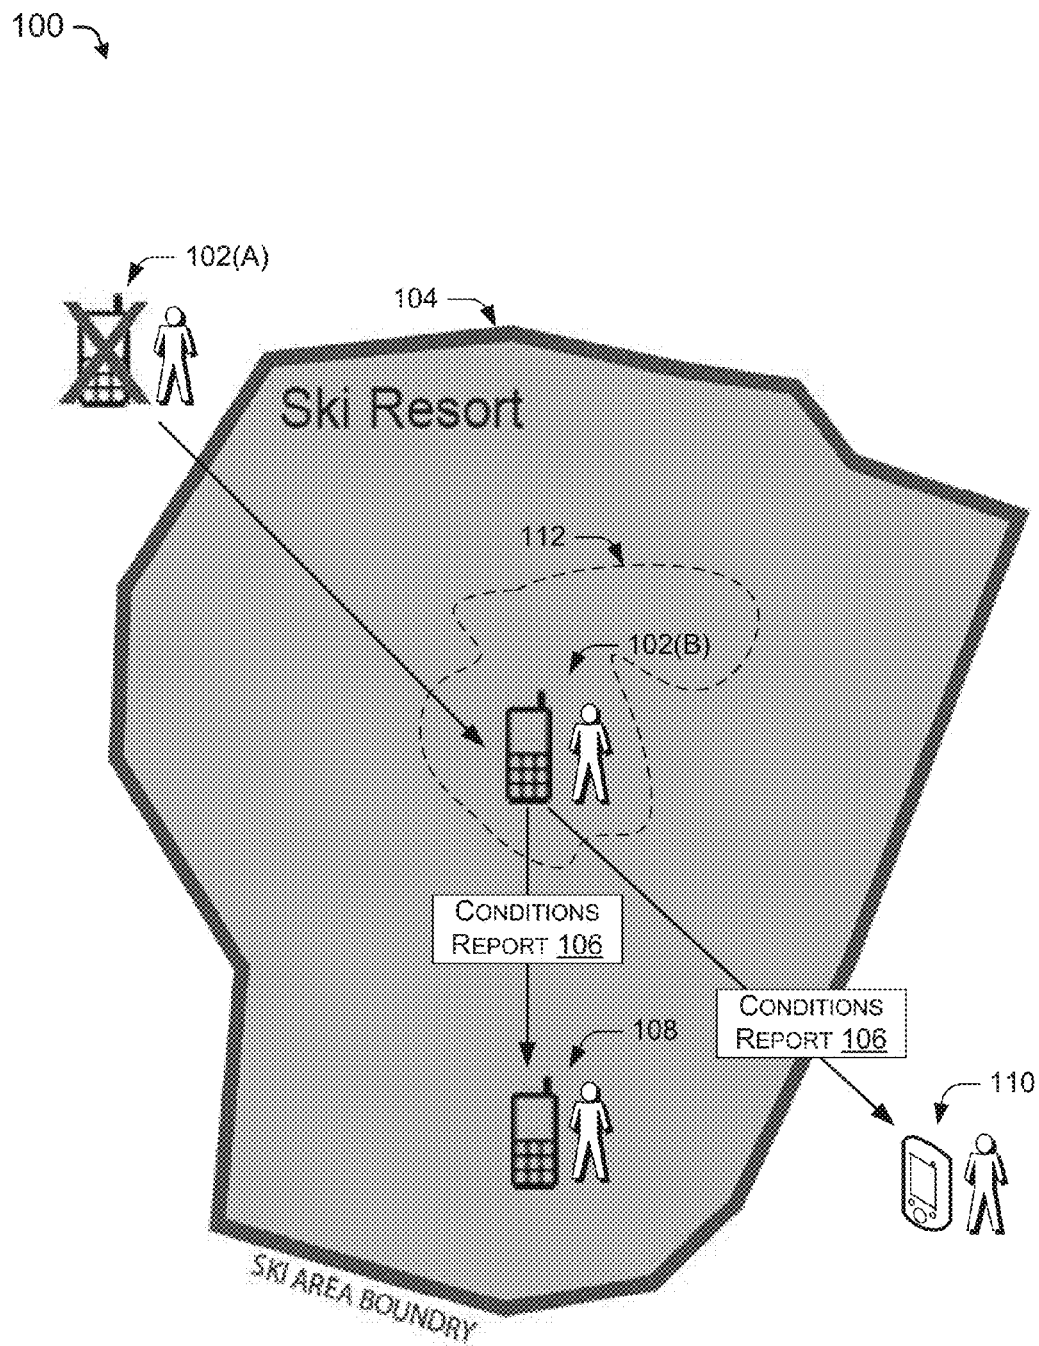 100
102(A)
104
Ski Resort
112
102(B)
CONDITIONS
REPORT 106
CONDITIONS
REPORT 106
108
110
SKI AREA BOUNDRY